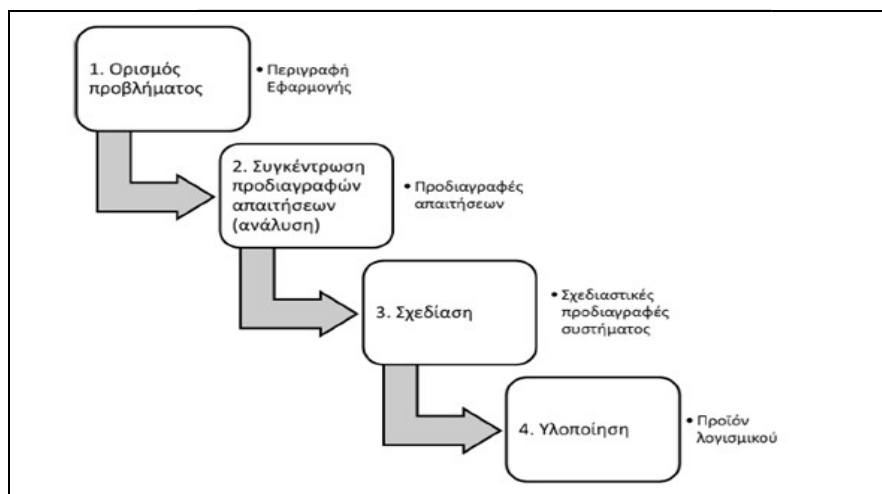 1. Ορισμός
προβλήματος
• Περιγραφή
Εφαρμογής
2. Συγκέντρωση
προδιαγραφών
απαιτήσεων
(ανάλυση)
• Προδιαγραφές
απαιτήσεων
3. Σχεδίαση
• Σχεδιαστικές
προδιαγραφές
συστήματος
4. Υλοποίηση
• Προϊόν
λογισμικού